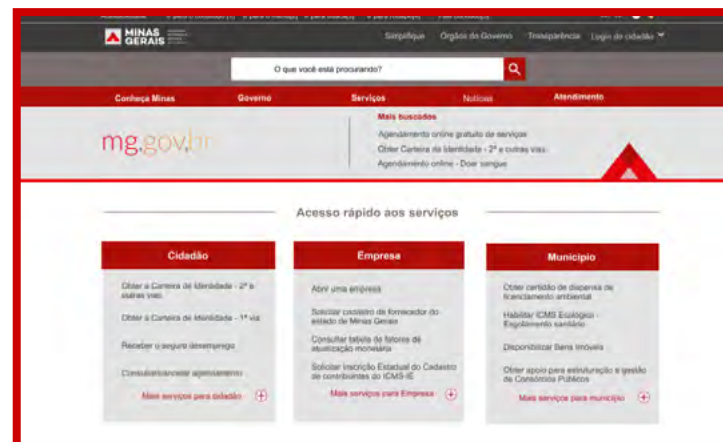 MINAS GERAIS
Simplifique Órgãos do Governo Transparência Login do cidadão
O que você está procurando?
Conheça Minas Governo Serviços Notícias Atendimento
mg.gov.br
Mais buscados
Agendamento online gratuito de serviços
Obter Carteira de Identidade - 2ª e outras vias
Agendamento online - Doar sangue
Acesso rápido aos serviços
Cidadão
Obter a Carteira de Identidade - 2ª e
outras vias
Obter a Carteira de Identidade - 1ª via
Receber o seguro desemprego
Consultar/cancelar agendamento
Mais serviços para cidadão
Empresa
Abrir uma empresa
Solicitar cadastro de fornecedor do
estado de Minas Gerais
Consultar tabela de fatores de
atualização monetária
Solicitar Inscrição Estadual do Cadastro
de contribuintes do ICMS-IE
Mais serviços para Empresa
Município
Obter certidão de dispensa de
licenciamento ambiental
Habilitar ICMS Ecológico -
Esgotamento sanitário
Disponibilizar Bens Imóveis
Obter apoio para estruturação e gestão
de Consórcios Públicos
Mais serviços para município